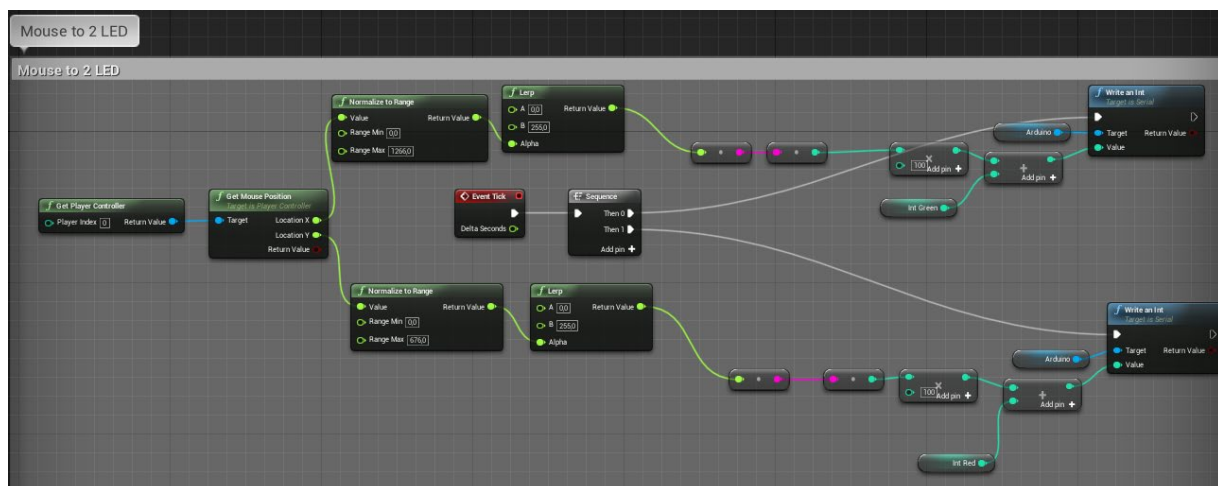 Mouse to 2 LED
Mouse to 2 LED
f Normalize to Range
Value Return Value
Range Min 0,0
Range Max 1266,0
f Lerp
A 0,0 Return Value
B 255,0
Alpha
f Write an Int
Target is Serial
Arduino
Target Return Value
Value
100 × Add pin +
+
Add pin +
Int Green
f Get Player Controller
Player Index 0 Return Value
f Get Mouse Position
Target is Player Controller
Target Location X
Location Y
Return Value
Event Tick
Delta Seconds
Sequence
Then 0
Then 1
Add pin +
f Normalize to Range
Value Return Value
Range Min 0,0
Range Max 676,0
f Lerp
A 0,0 Return Value
B 255,0
Alpha
f Write an Int
Target is Serial
Arduino
Target Return Value
Value
100 × Add pin +
+
Add pin +
Int Red